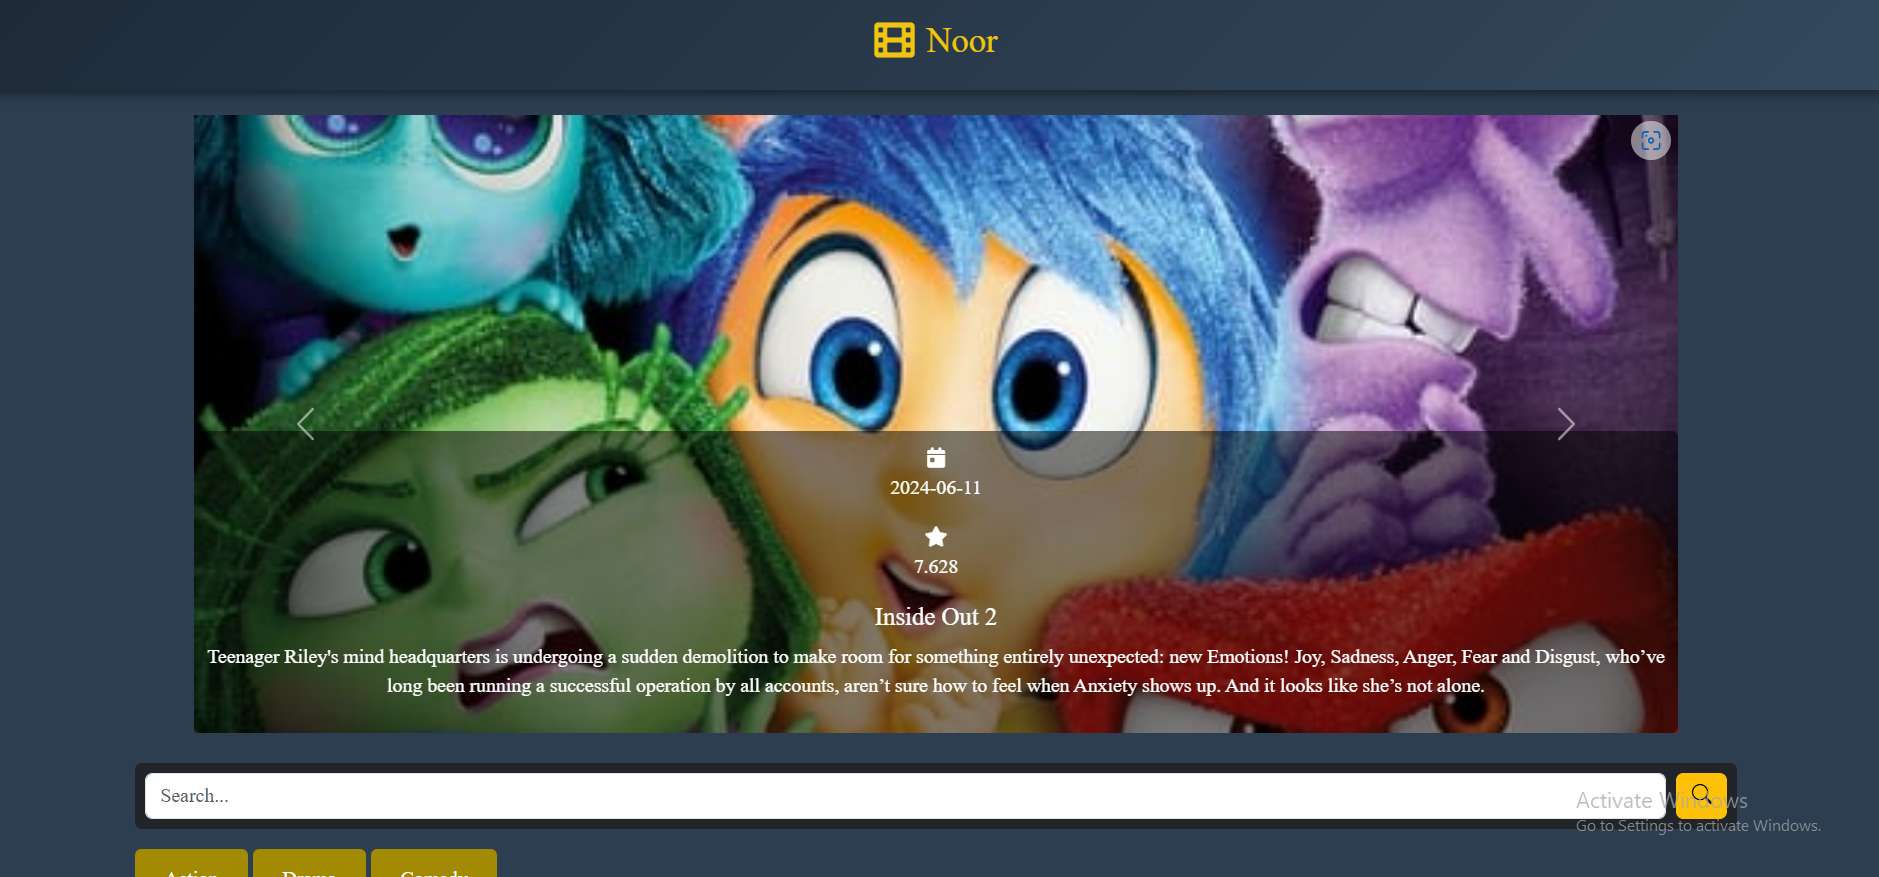 Noor
2024-06-11
7.628
Inside Out 2
Teenager Riley's mind headquarters is undergoing a sudden demolition to make room for something entirely unexpected: new Emotions! Joy, Sadness, Anger, Fear and Disgust, who’ve
long been running a successful operation by all accounts, aren’t sure how to feel when Anxiety shows up. And it looks like she’s not alone.
Search...
Activate Windows
Go to Settings to activate Windows.
Action Drama Comedy